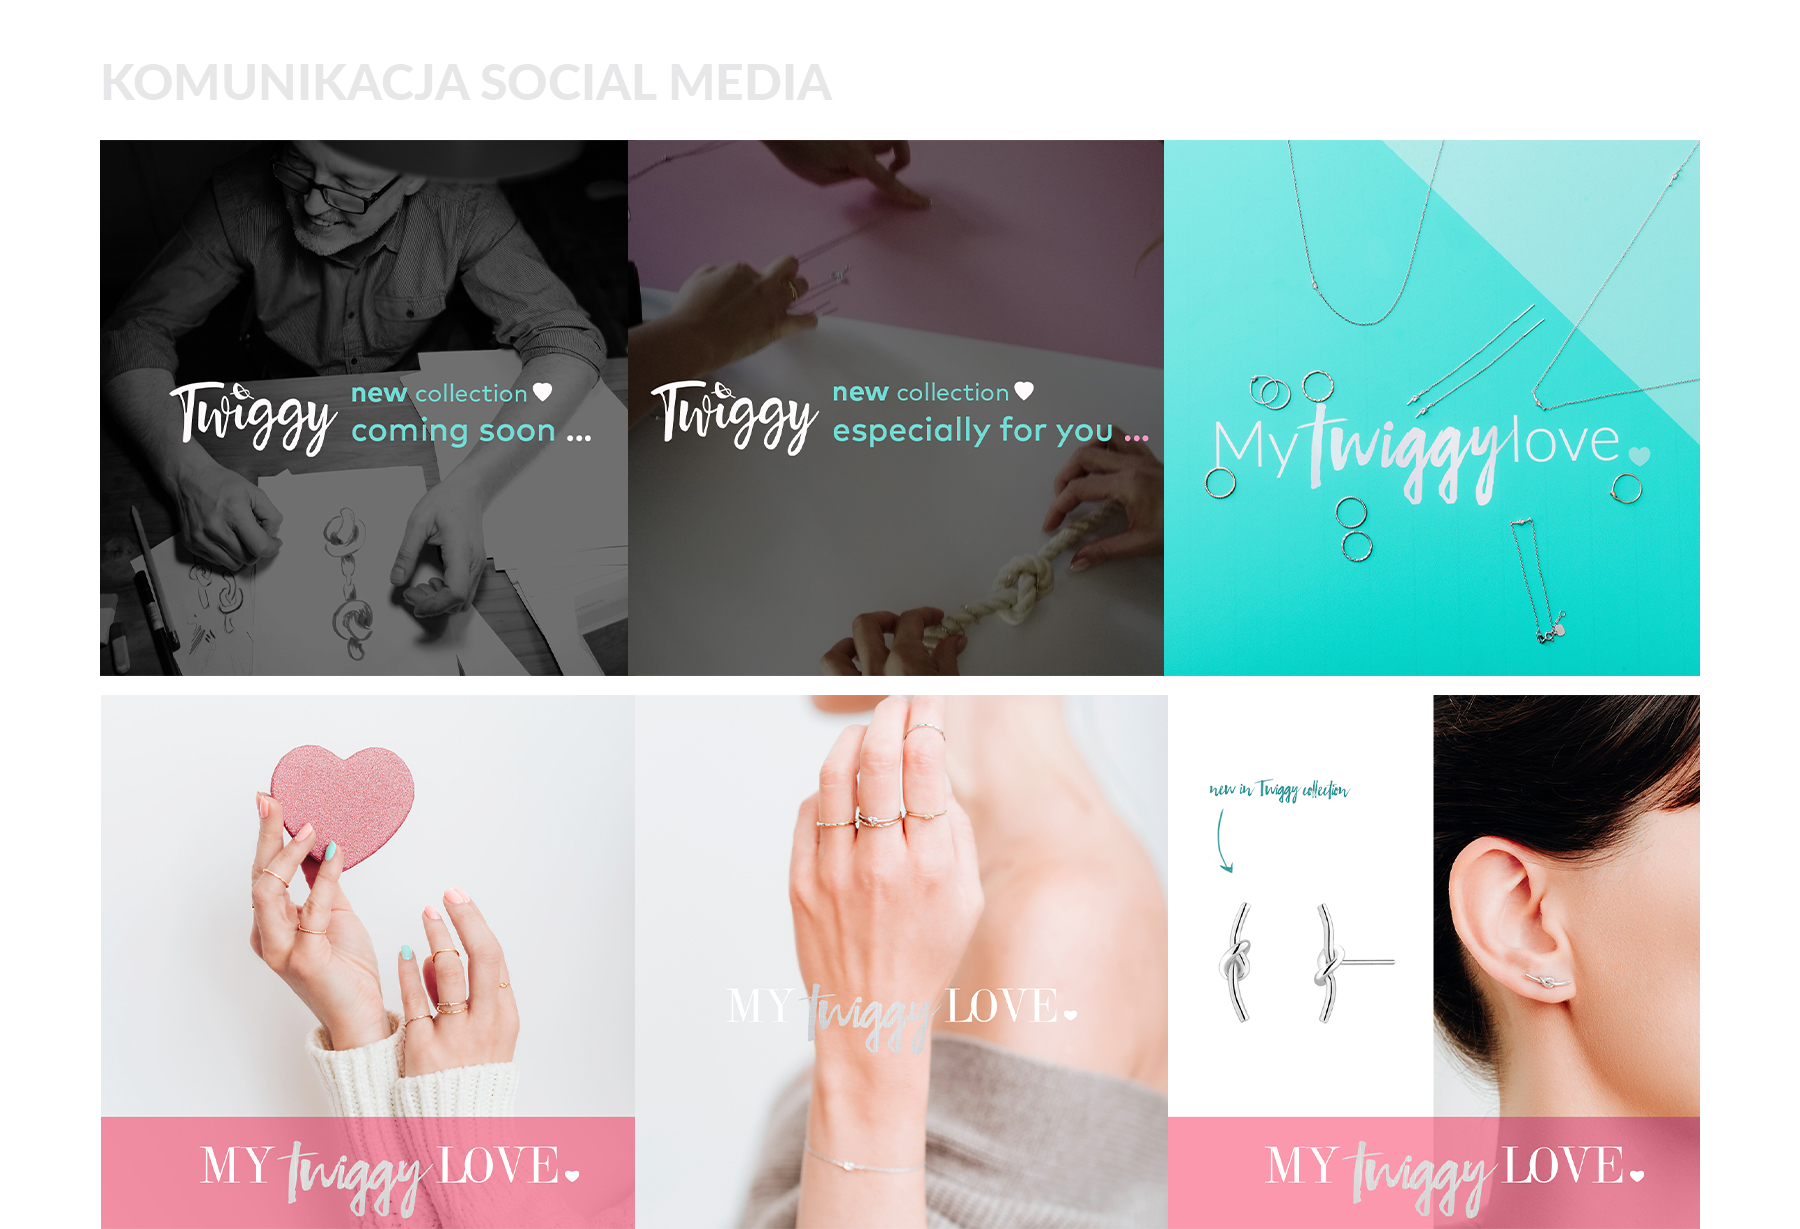 KOMUNIKACJA SOCIAL MEDIA
Twiggy
new collection
coming soon ...
Twiggy
new collection
especially for you ...
My twiggy love
MY twiggy LOVE
MY twiggy LOVE
new in Twiggy collection
MY twiggy LOVE